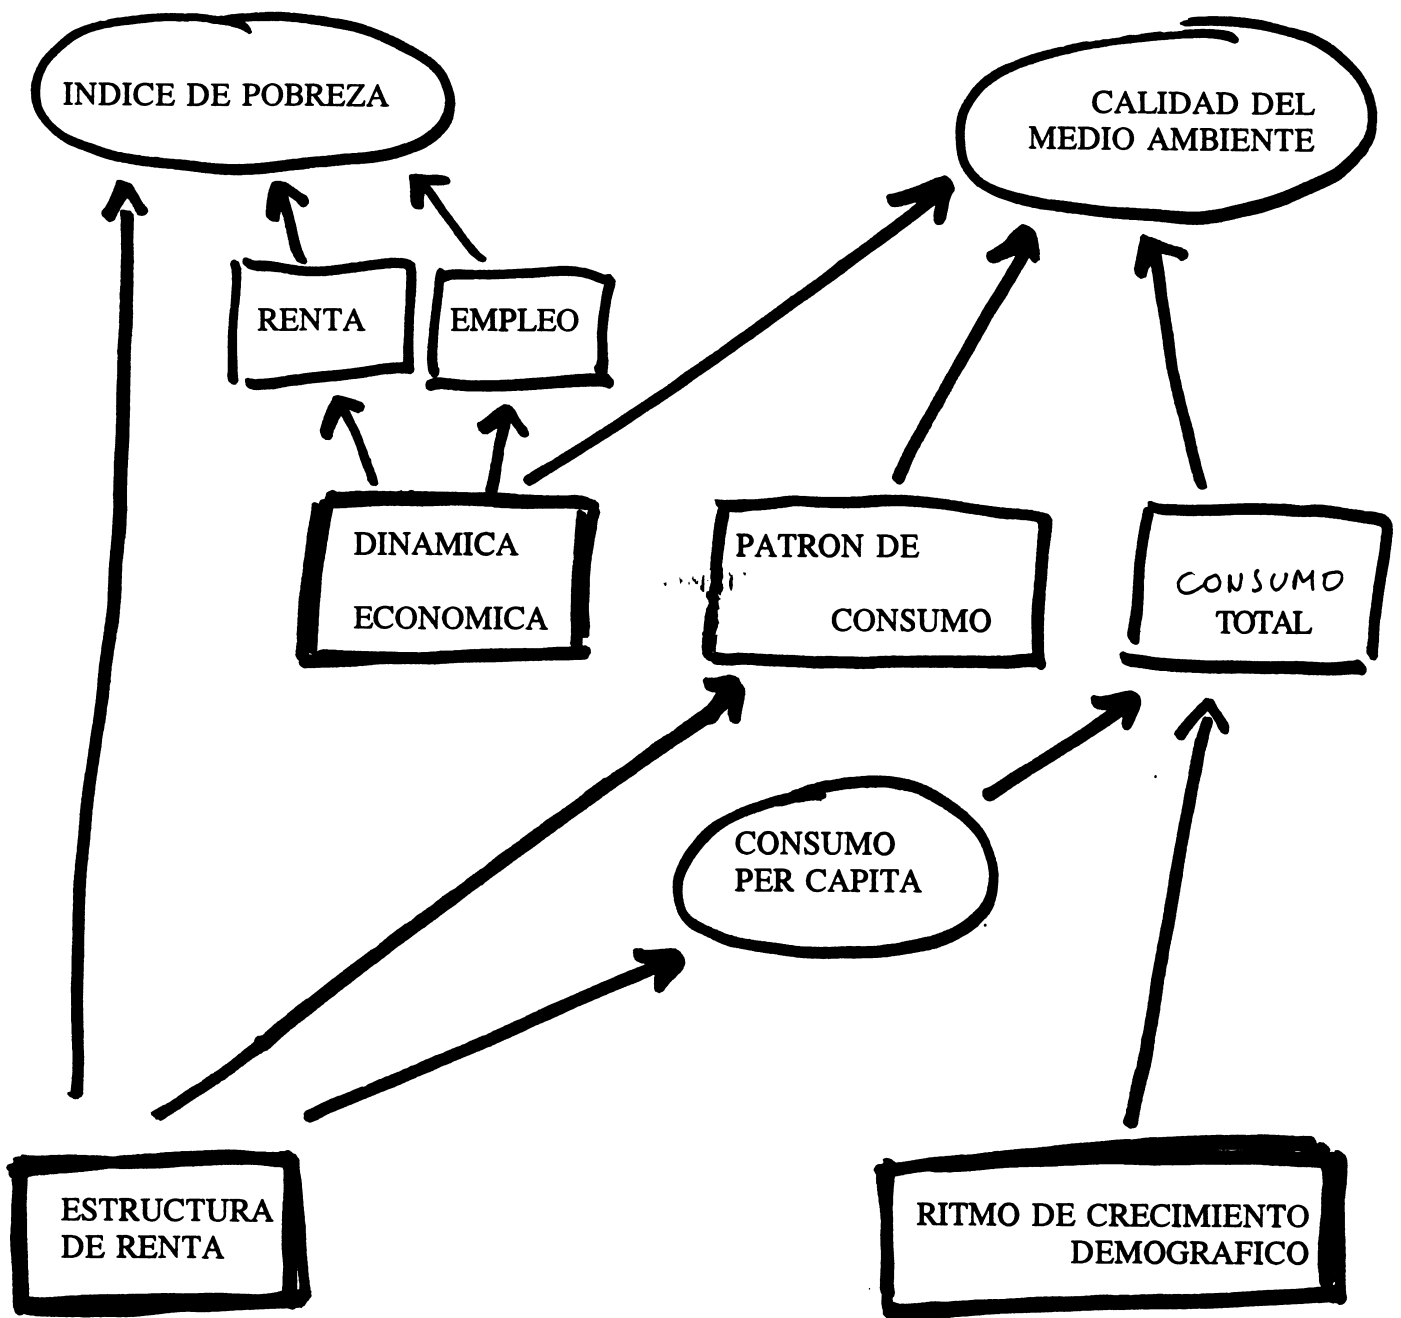 INDICE DE POBREZA
CALIDAD DEL
MEDIO AMBIENTE
RENTA
EMPLEO
DINAMICA
ECONOMICA
PATRON DE
CONSUMO
CONSUMO
TOTAL
CONSUMO
PER CAPITA
ESTRUCTURA
DE RENTA
RITMO DE CRECIMIENTO
DEMOGRAFICO